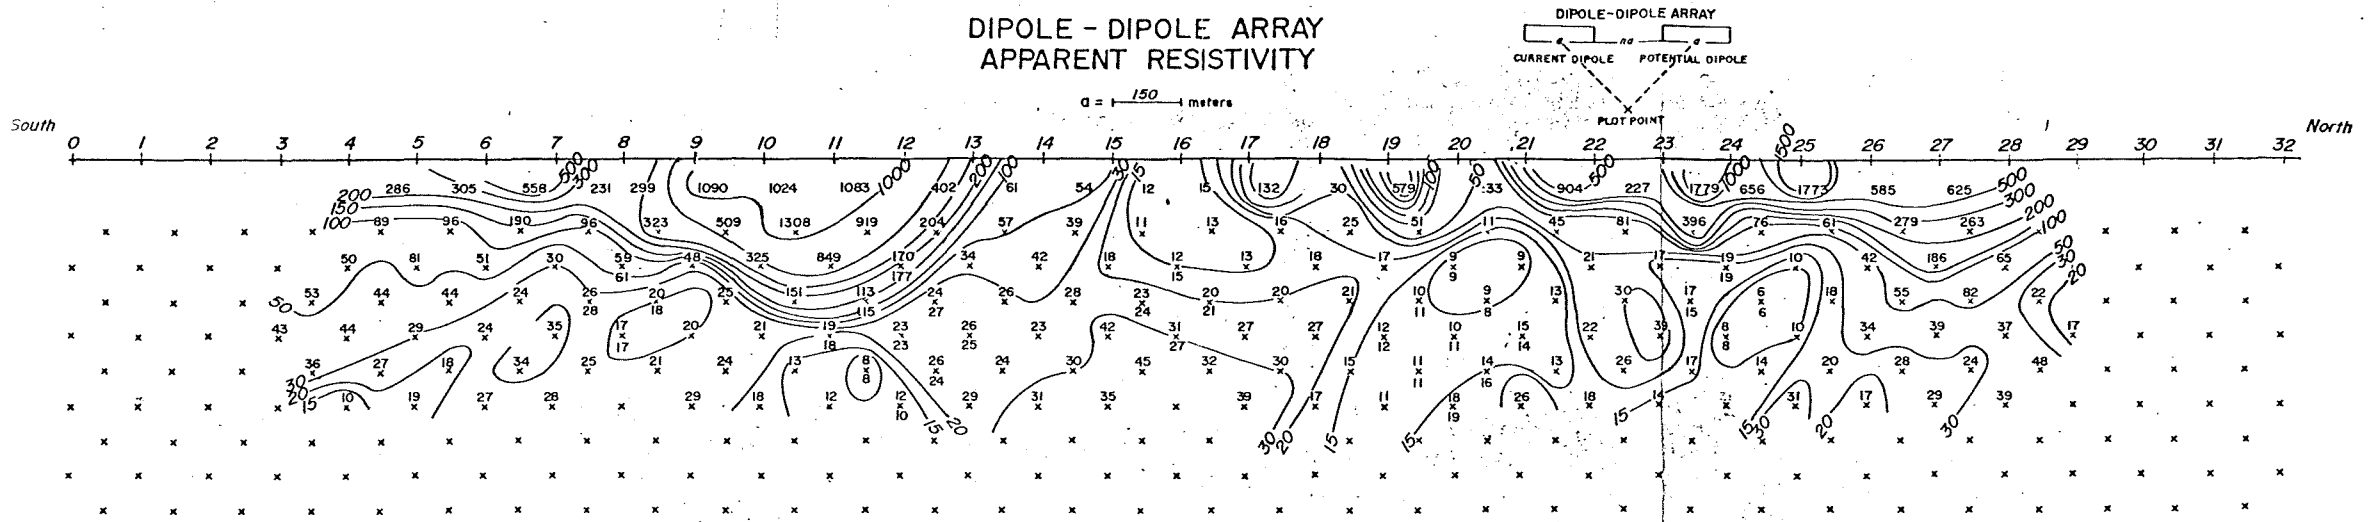 DIPOLE - DIPOLE ARRAY
APPARENT RESISTIVITY
a = 150 meters
DIPOLE-DIPOLE ARRAY
a na a
CURRENT DIPOLE POTENTIAL DIPOLE
PLOT POINT
South North
0 1 2 3 4 5 6 7 8 9 10 11 12 13 14 15 16 17 18 19 20 21 22 23 24 25 26 27 28 29 30 31 32
500 300 1000 200 100 30 15 100 50 500 1000 1500 500
200 286 305 558 231 299 1090 1024 1083 402 61 54 12 15 132 30 579 33 904 227 1779 656 1773 585 625
300 200 100
150
100 89 96 190 96 323 509 1308 919 204 57 39 11 13 16 25 51 11 45 81 396 76 61 279 263
50 81 51 30 59 48 325 849 170 34 42 18 12 13 18 17 9 9 21 17 19 10 42 186 65 50 30 20
61 177 15 9 9 19
50 53 44 44 24 26 20 25 151 113 24 26 28 23 20 20 21 10 9 13 30 17 6 18 55 82 22
28 18 115 27 24 21 11 8 15 6
43 44 29 24 35 17 20 21 19 23 26 23 42 31 27 27 12 10 15 22 39 8 10 34 39 37 17
17 18 23 25 27 12 11 14 8
36 27 18 34 25 21 24 13 8 26 24 30 45 32 30 15 11 14 13 26 17 14 20 28 24 48
8 24 11 16
30 20 15 10 19 27 28 29 18 12 12 29 31 35 39 17 11 18 26 18 14 31 17 29 39
10 19
15 20 30 20 15 15 15 15 30 20 30